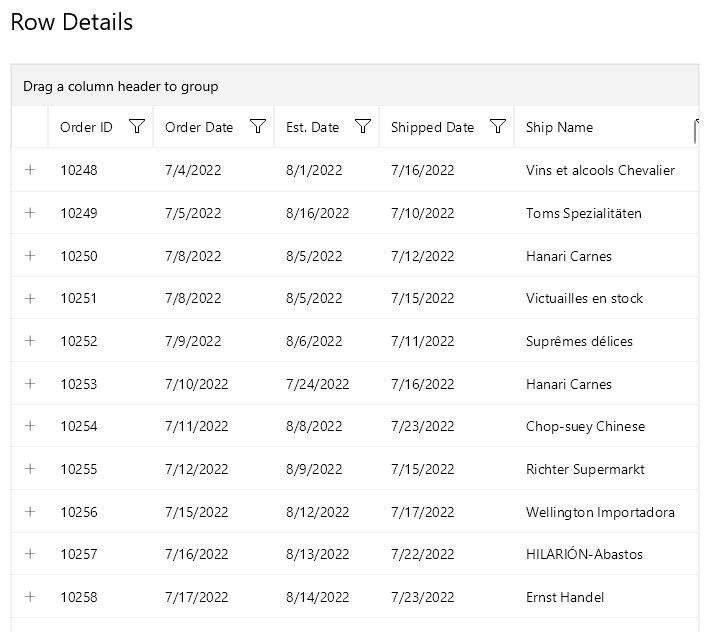 Row Details
Drag a column header to group
Order ID Order Date Est. Date Shipped Date Ship Name
10248 7/4/2022 8/1/2022 7/16/2022 Vins et alcools Chevalier
10249 7/5/2022 8/16/2022 7/10/2022 Toms Spezialitäten
10250 7/8/2022 8/5/2022 7/12/2022 Hanari Carnes
10251 7/8/2022 8/5/2022 7/15/2022 Victuailles en stock
10252 7/9/2022 8/6/2022 7/11/2022 Suprêmes délices
10253 7/10/2022 7/24/2022 7/16/2022 Hanari Carnes
10254 7/11/2022 8/8/2022 7/23/2022 Chop-suey Chinese
10255 7/12/2022 8/9/2022 7/15/2022 Richter Supermarkt
10256 7/15/2022 8/12/2022 7/17/2022 Wellington Importadora
10257 7/16/2022 8/13/2022 7/22/2022 HILARIÓN-Abastos
10258 7/17/2022 8/14/2022 7/23/2022 Ernst Handel